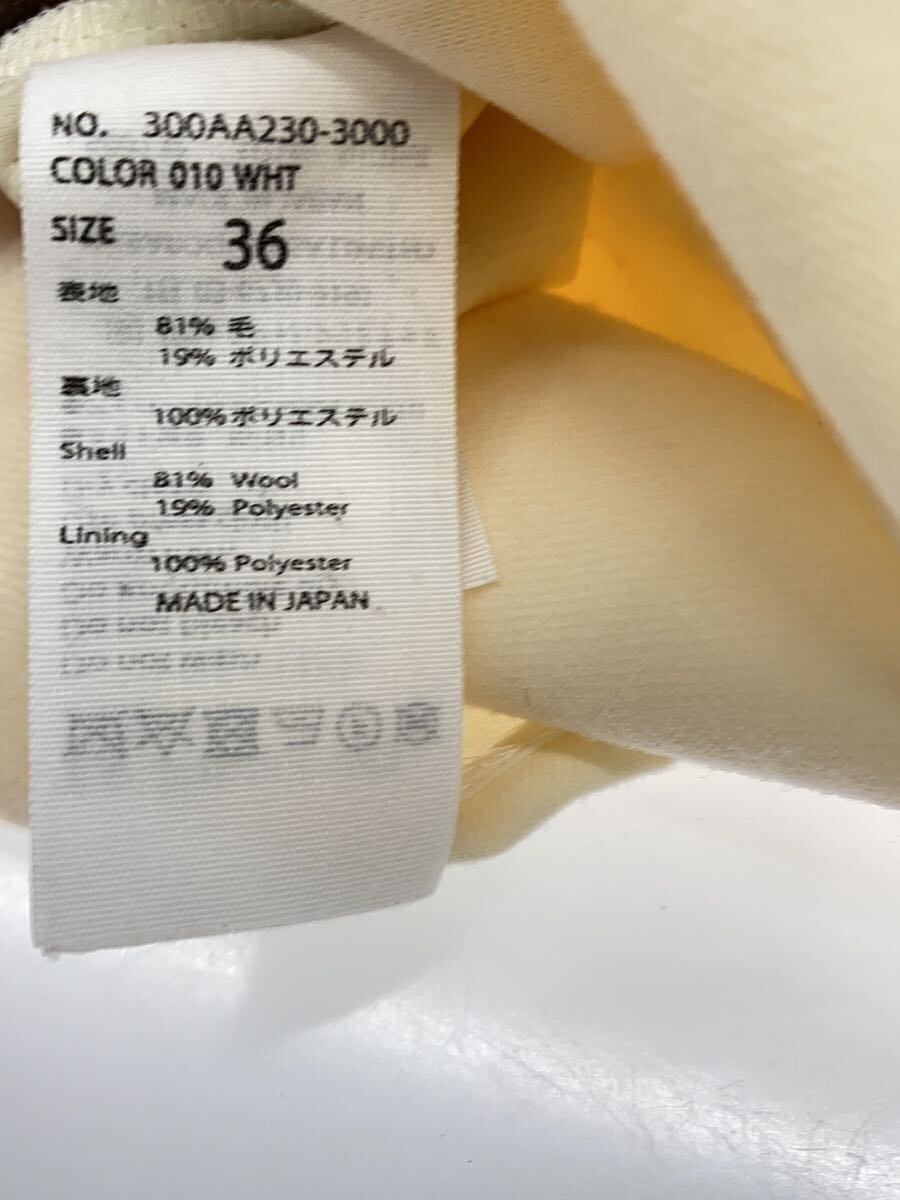 NO. 300AA230-3000
COLOR 010 WHT
SIZE 36
表地
81% 毛
19% ポリエステル
裏地
100% ポリエステル
Shell
81% Wool
19% Polyester
Lining
100% Polyester
MADE IN JAPAN